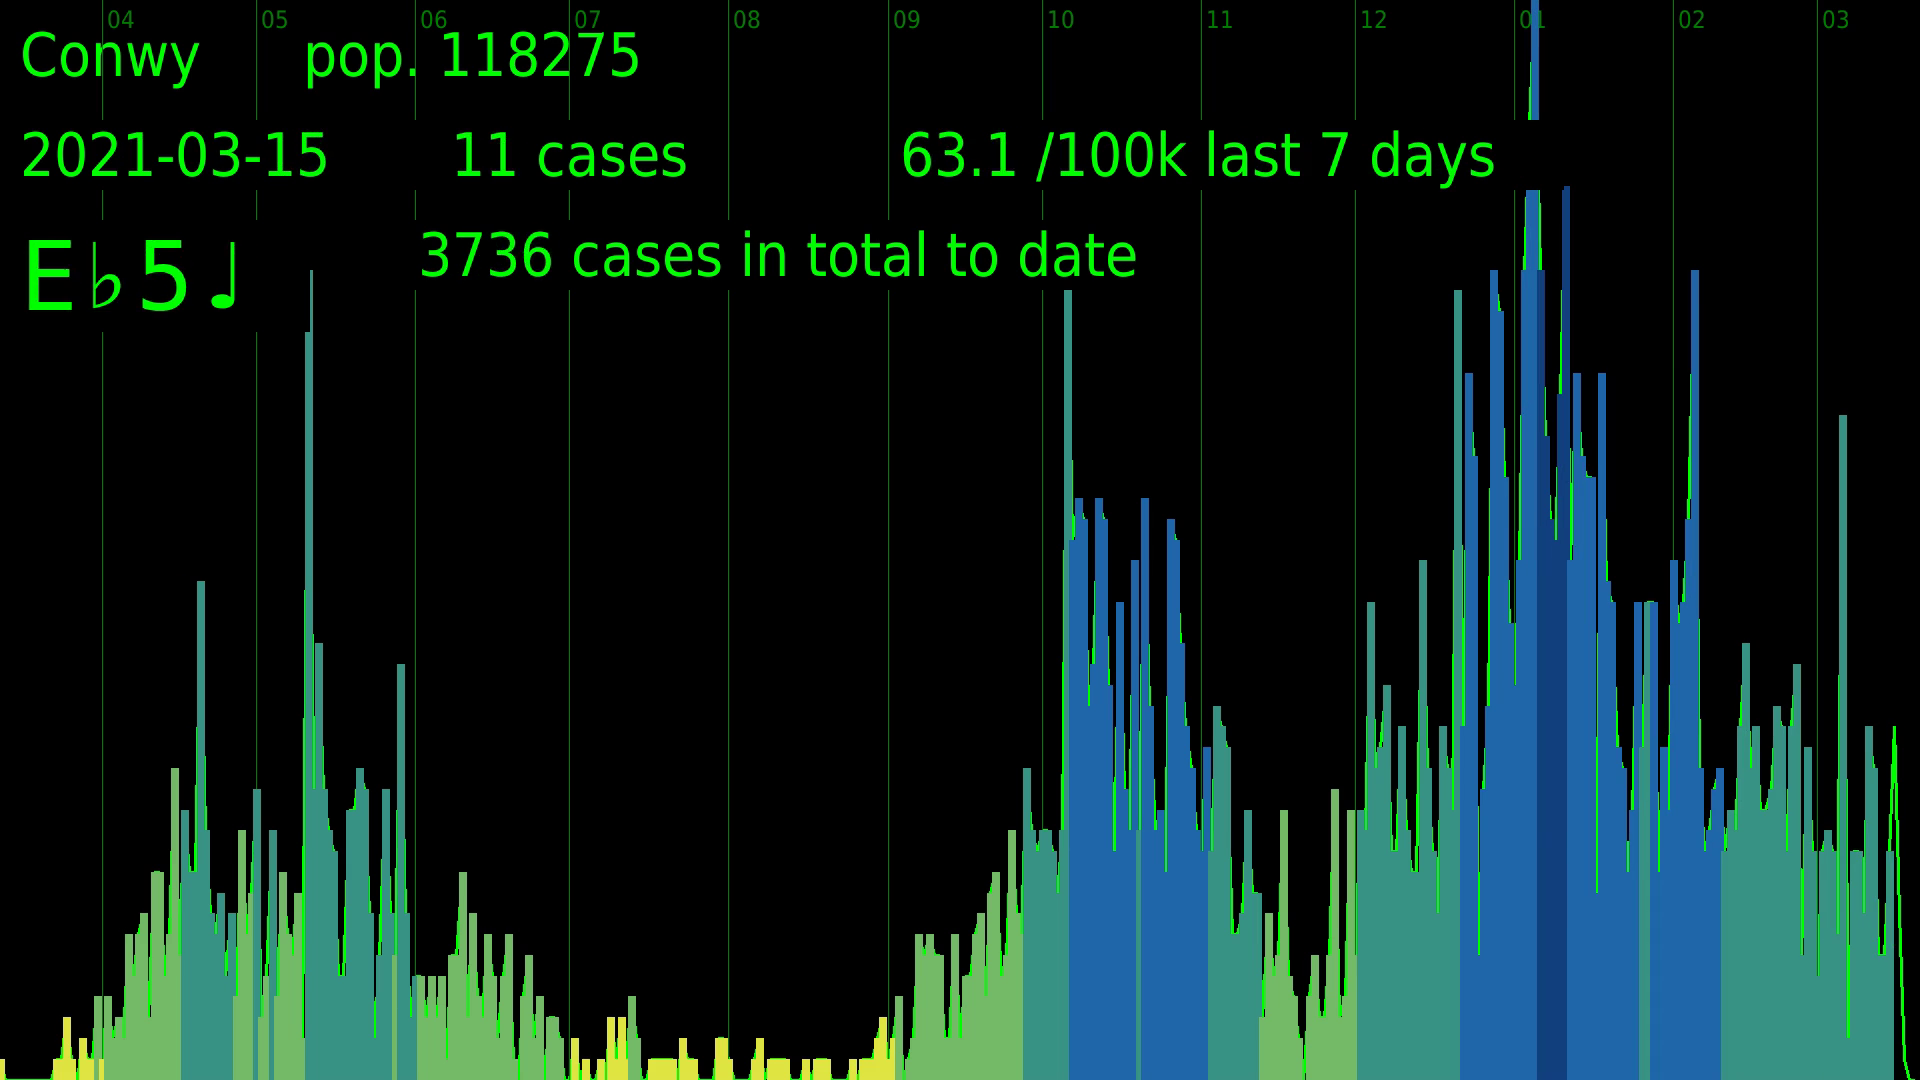 04 05 06 07 08 09 10 11 12 01 02 03
Conwy pop. 118275
2021-03-15 11 cases 63.1 /100k last 7 days
E♭5♩ 3736 cases in total to date